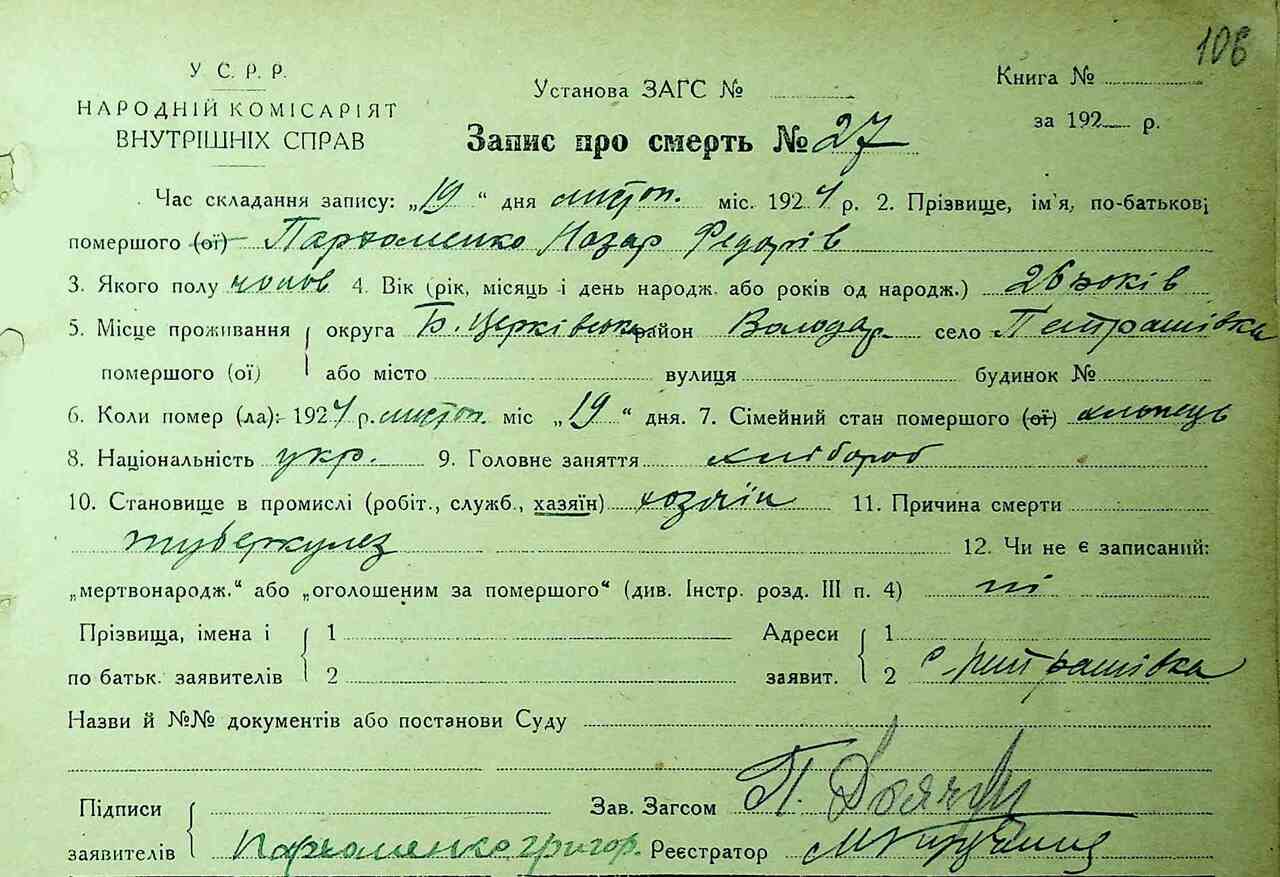 106
У С. Р. Р.
НАРОДНІЙ КОМІСАРІЯТ
ВНУТРІШНІХ СПРАВ
Установа ЗАГС №
Книга №
за 192 р.
Запис про смерть № 27
Час складання запису: „19“ дня листоп. міс. 1924 р. 2. Прізвище, ім'я, по-батькові
помершого (ої) Пархоменко Назар Федорів
3. Якого полу чолов 4. Вік (рік, місяць і день народж. або років од народж.) 26 років
5. Місце проживання округа Б. Церківська район Володар. село Петрашівка
помершого (ої) або місто вулиця будинок №
6. Коли помер (ла): 1924 р. листоп. міс „19“ дня. 7. Сімейний стан помершого (ої) хлопець
8. Національність укр. 9. Головне заняття хлібороб
10. Становище в промислі (робіт., служб., хазяїн) хозяїн 11. Причина смерти
туберкулез 12. Чи не є записаний:
„мертвонародж.“ або „оголошеним за помершого“ (див. Інстр. розд. III п. 4) ні
Прізвища, імена і 1 Адреси 1
по батьк. заявителів 2 заявит. 2 с. Петрашівка
Назви й №№ документів або постанови Суду
Підписи Зав. Загсом П.
заявителів Пархоменко Григор. Реєстратор